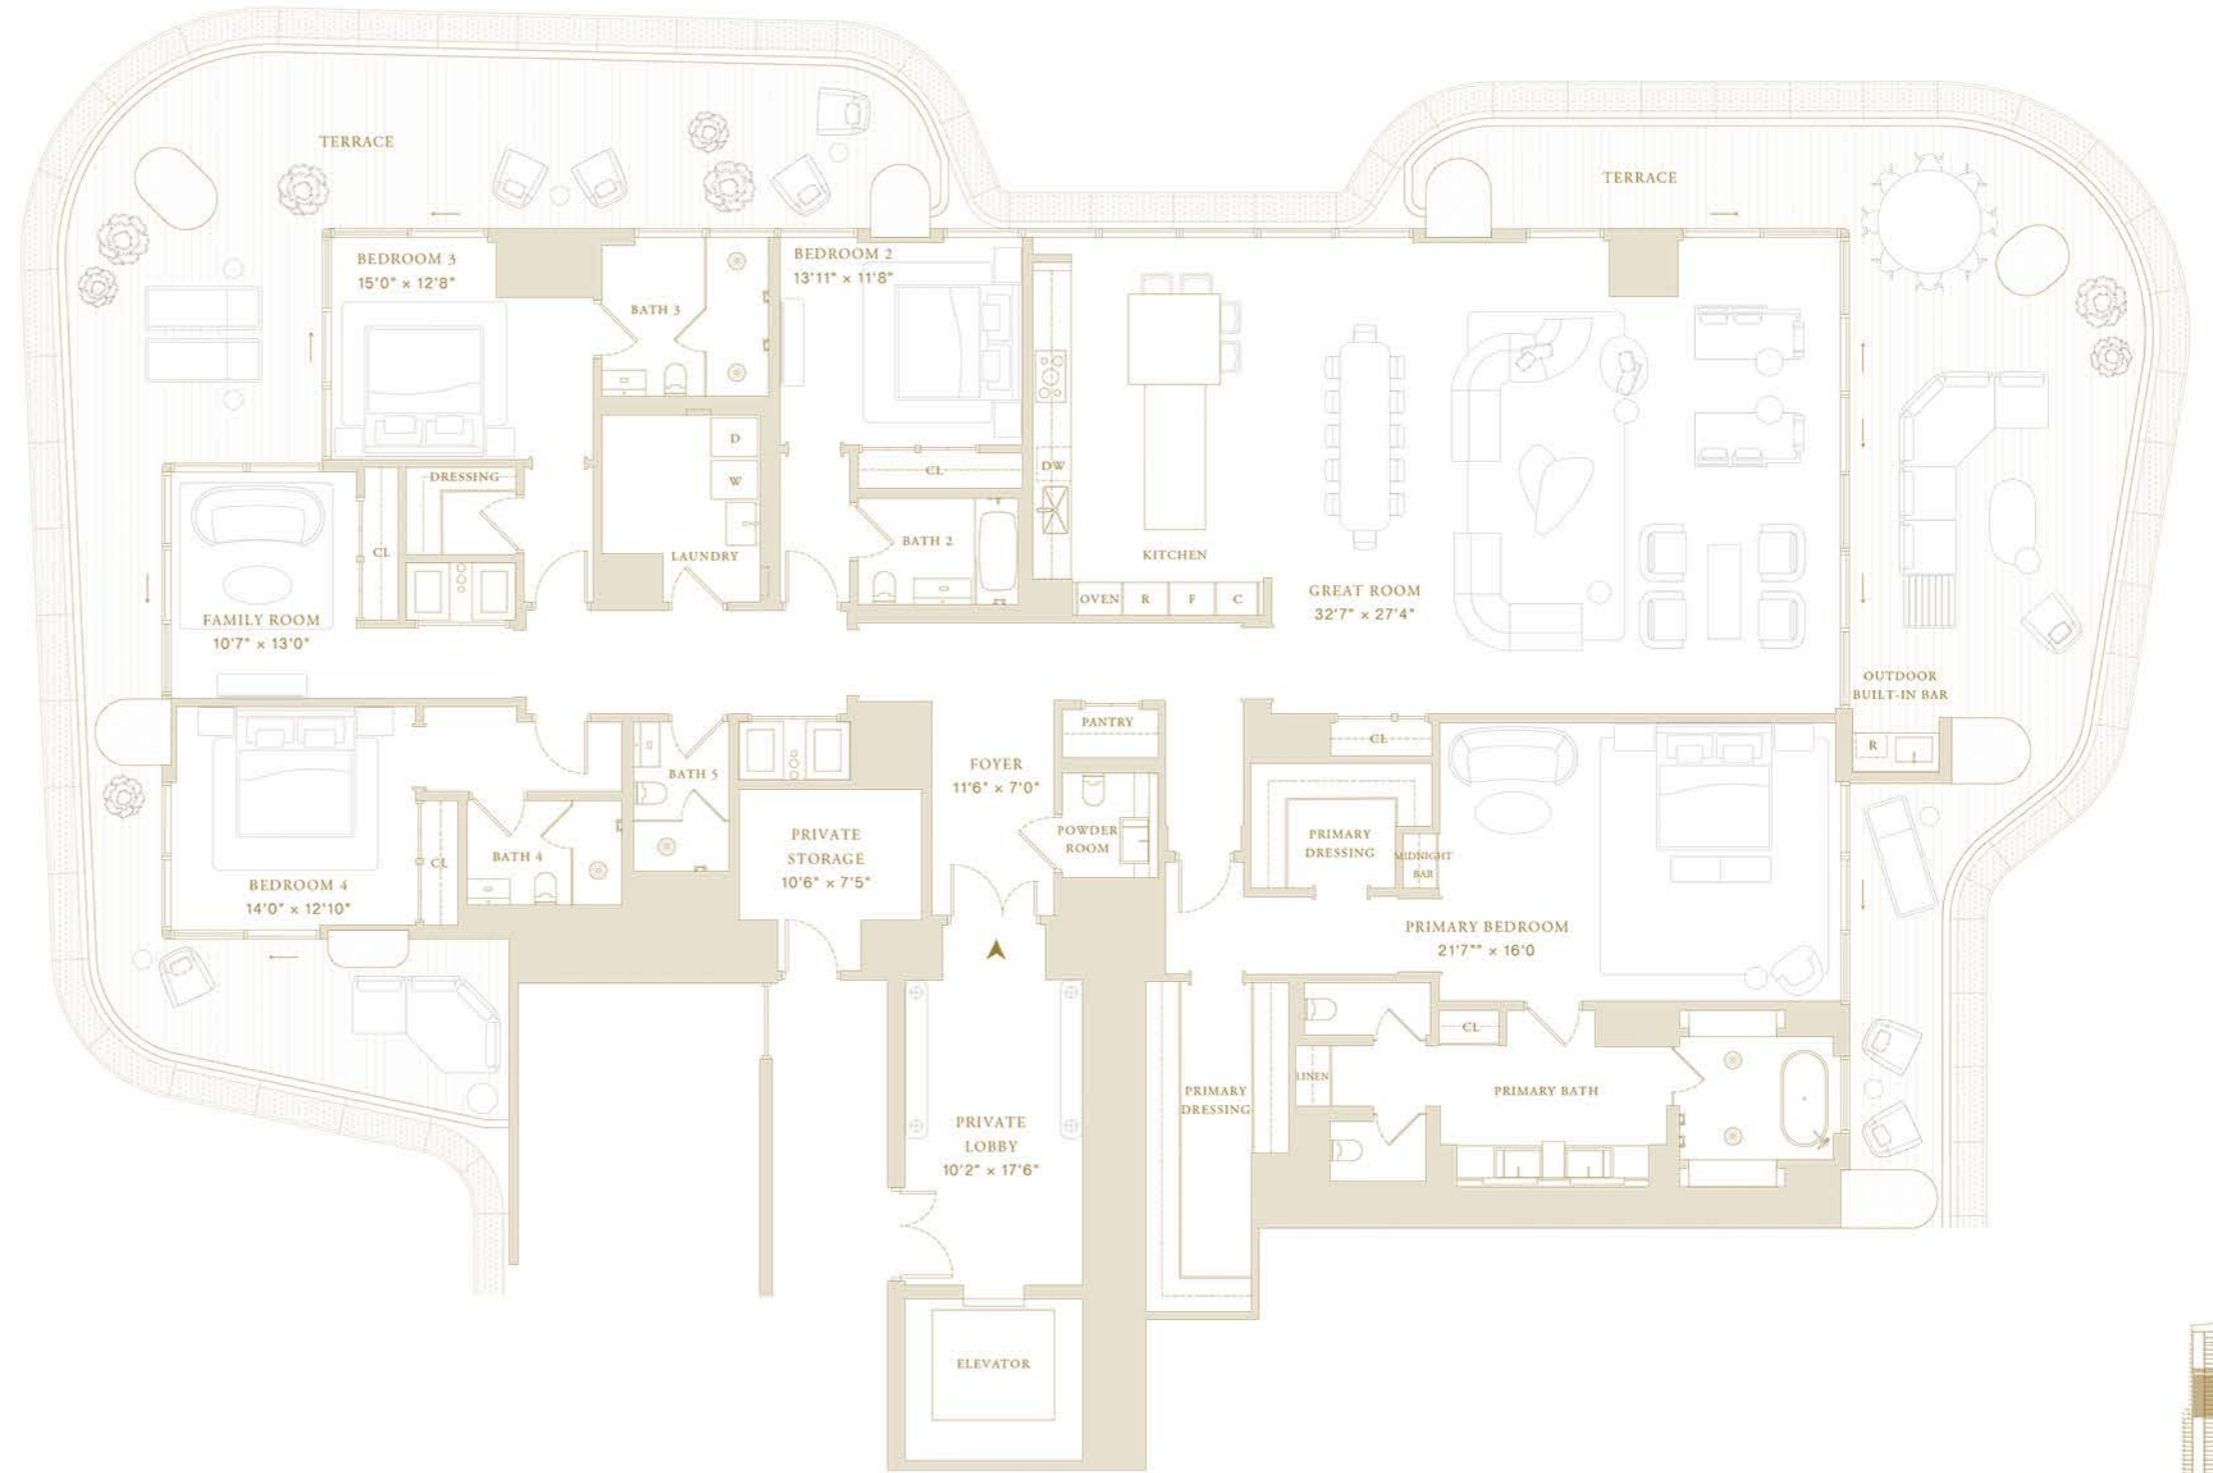 TERRACE
TERRACE
BEDROOM 3
15'0" × 12'8"
BATH 3
BEDROOM 2
13'11" × 11'8"
D
W
LAUNDRY
DRESSING
CL
CL
BATH 2
DW
KITCHEN
OVEN
R
F
C
GREAT ROOM
32'7" × 27'4"
FAMILY ROOM
10'7" × 13'0"
OUTDOOR
BUILT-IN BAR
R
PANTRY
CL
FOYER
11'6" × 7'0"
BATH 5
POWDER
ROOM
PRIVATE
STORAGE
10'6" × 7'5"
PRIMARY
DRESSING
MIDNIGHT
BAR
BATH 4
CL
BEDROOM 4
14'0" × 12'10"
PRIMARY BEDROOM
21'7"" × 16'0
CL
LINEN
PRIMARY
DRESSING
PRIMARY BATH
PRIVATE
LOBBY
10'2" × 17'6"
ELEVATOR